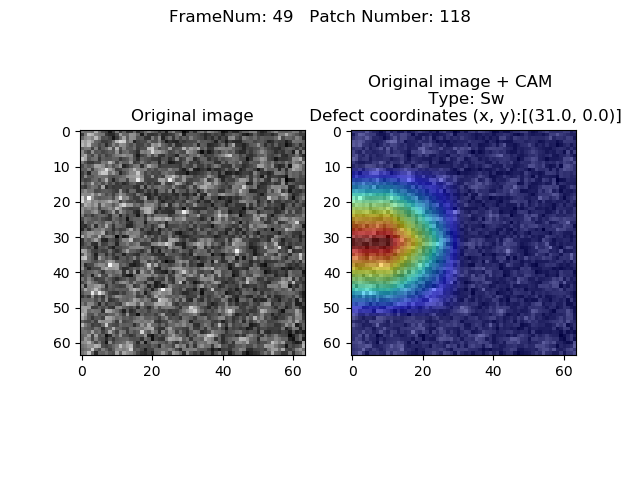 FrameNum: 49   Patch Number: 118
Original image
Original image + CAM
Type: Sw
Defect coordinates (x, y):[(31.0, 0.0)]
0
10
20
30
40
50
60
0 20 40 60
0
10
20
30
40
50
60
0 20 40 60